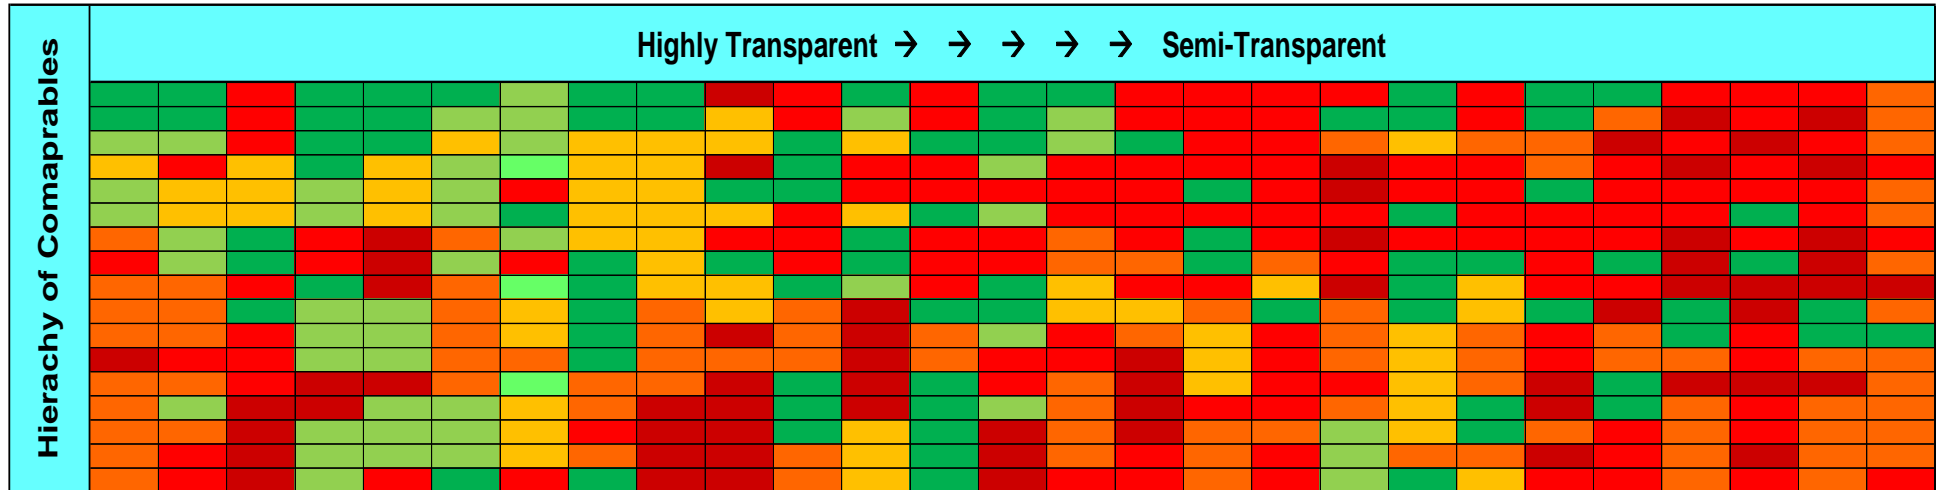 Highly Transparent → → → → → Semi-Transparent
Hierachy of Comaprables